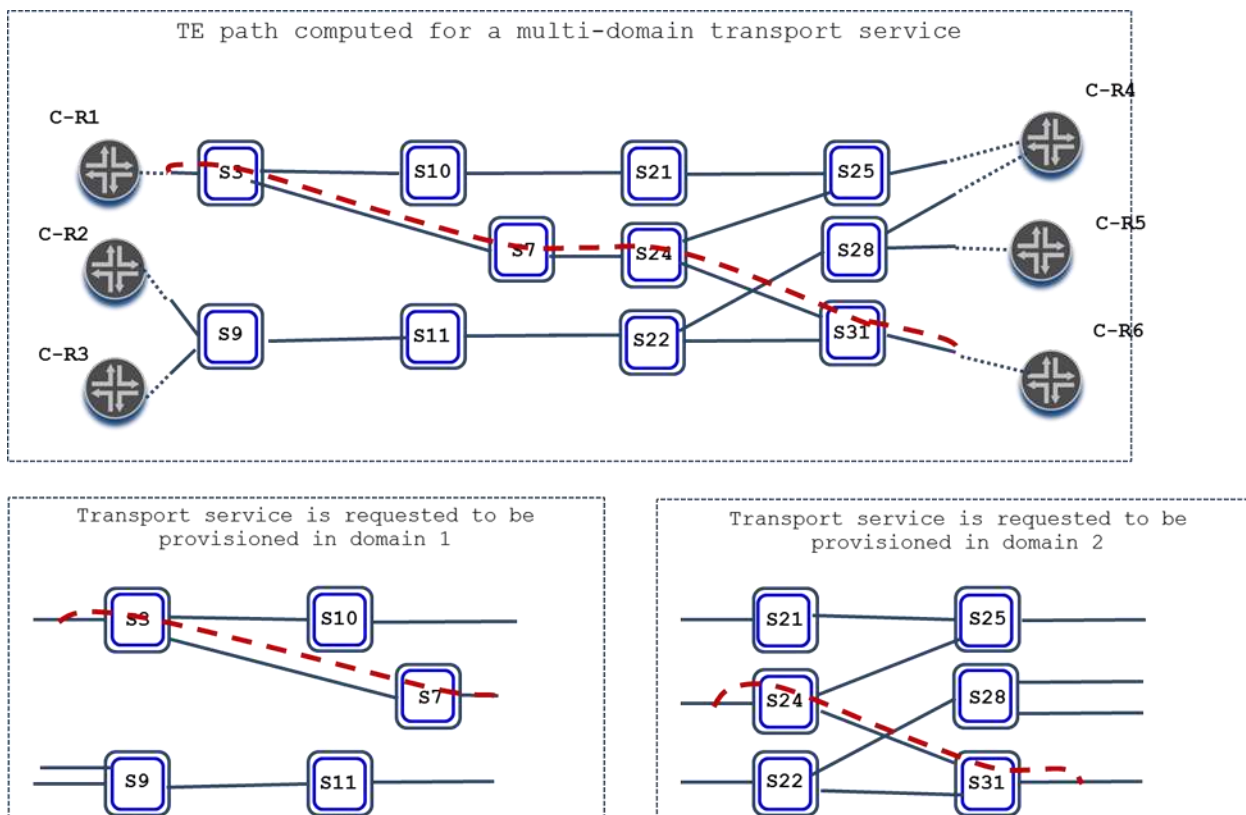 TE path computed for a multi-domain transport service
C-R4
C-R1
S3
S10
S21
S25
C-R2
C-R5
S7
S24
S28
C-R3
S9
S11
S22
S31
C-R6
Transport service is requested to be
provisioned in domain 1
S3
S10
S7
S9
S11
Transport service is requested to be
provisioned in domain 2
S21
S25
S24
S28
S22
S31